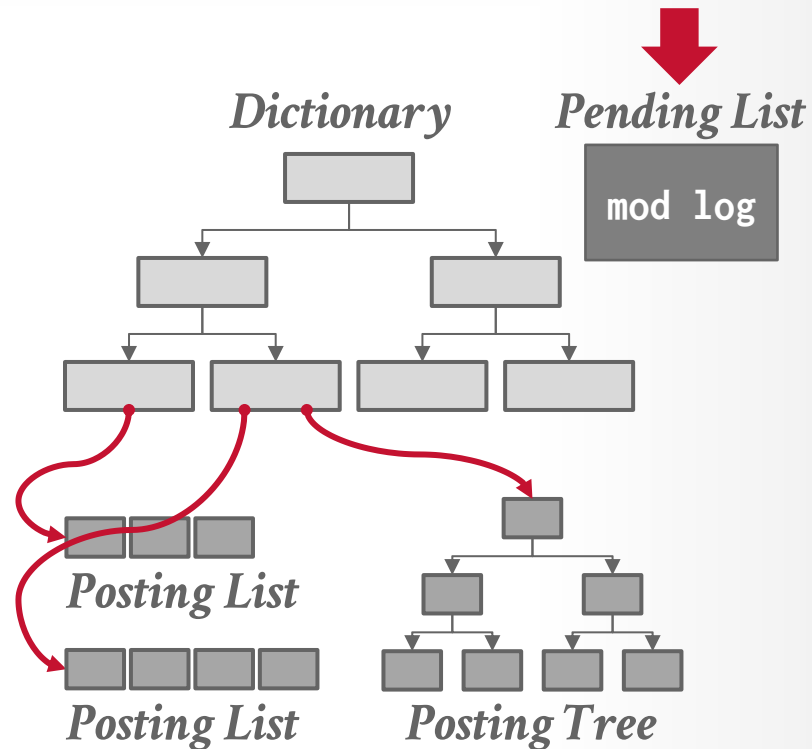 Dictionary
Pending List
mod log
Posting List
Posting List
Posting Tree